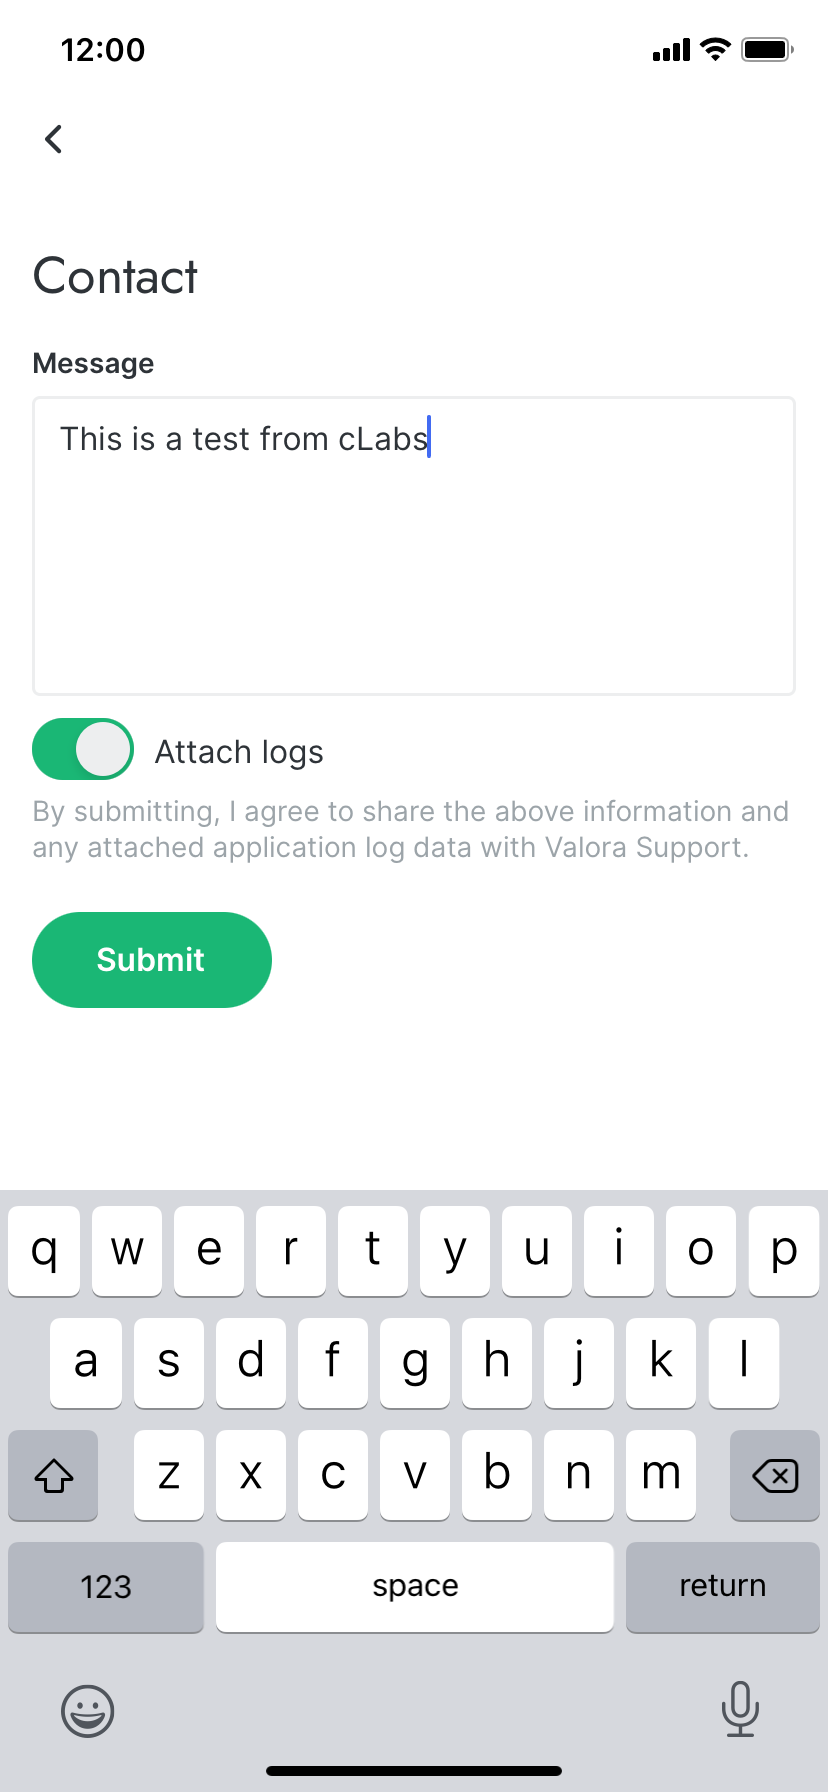 12:00
Contact
Message
This is a test from cLabs
Attach logs
By submitting, I agree to share the above information and
any attached application log data with Valora Support.
Submit
q w e r t y u i o p
a s d f g h j k l
z x c v b n m
123 space return